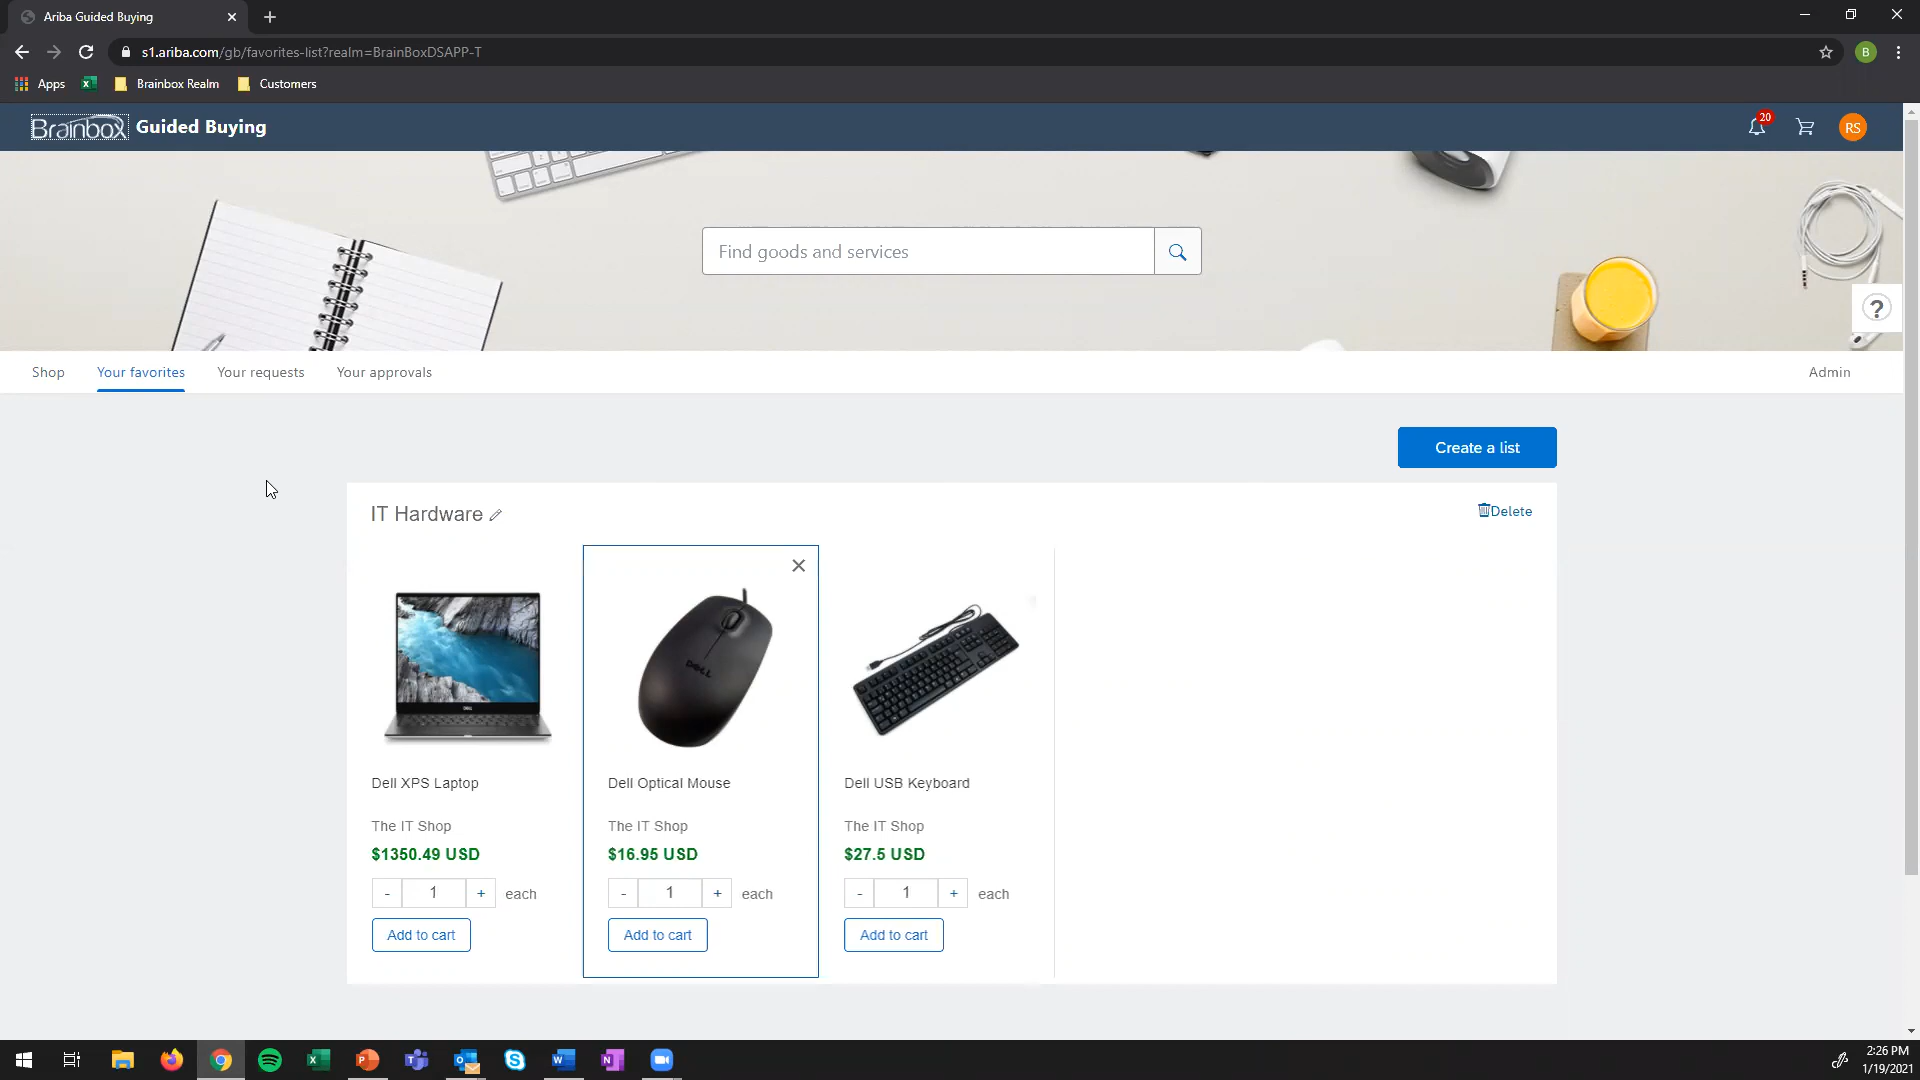 Ariba Guided Buying
s1.ariba.com/gb/favorites-list?realm=BrainBoxDSAPP-T
B
Apps
Brainbox Realm
Customers
Brainbox Guided Buying
20
RS
Find goods and services
?
Shop
Your favorites
Your requests
Your approvals
Admin
Create a list
IT Hardware
Delete
DELL
Dell XPS Laptop
Dell Optical Mouse
Dell USB Keyboard
The IT Shop
The IT Shop
The IT Shop
$1350.49 USD
$16.95 USD
$27.5 USD
- 1 + each
- 1 + each
- 1 + each
Add to cart
Add to cart
Add to cart
2:26 PM
1/19/2021